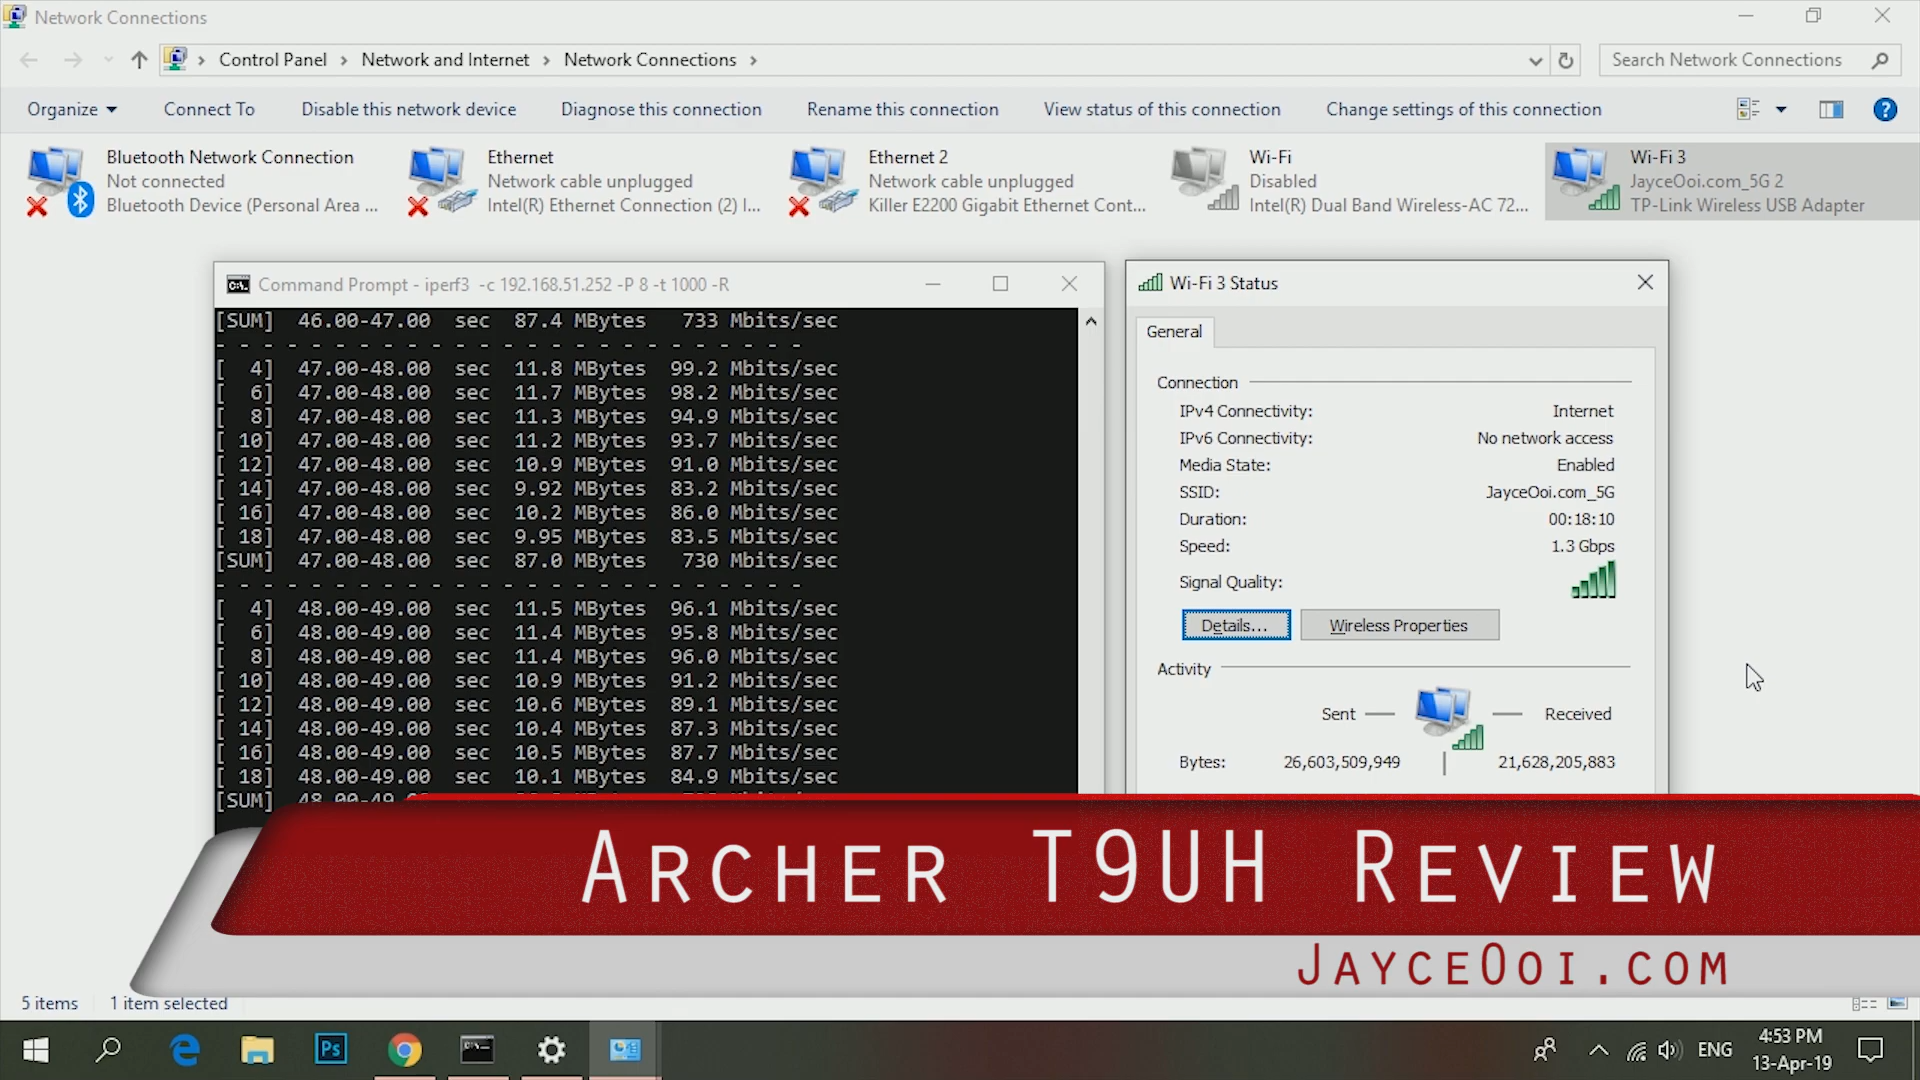 Network Connections
Control Panel > Network and Internet > Network Connections >
Search Network Connections
Organize
Connect To
Disable this network device
Diagnose this connection
Rename this connection
View status of this connection
Change settings of this connection
Bluetooth Network Connection
Not connected
Bluetooth Device (Personal Area ...
Ethernet
Network cable unplugged
Intel(R) Ethernet Connection (2) I...
Ethernet 2
Network cable unplugged
Killer E2200 Gigabit Ethernet Cont...
Wi-Fi
Disabled
Intel(R) Dual Band Wireless-AC 72...
Wi-Fi 3
JayceOoi.com_5G 2
TP-Link Wireless USB Adapter
Command Prompt - iperf3 -c 192.168.51.252 -P 8 -t 1000 -R
[SUM] 46.00-47.00 sec 87.4 MBytes 733 Mbits/sec
- - - - - - - - - - - - - - - - - - - - - - - - -
[ 4] 47.00-48.00 sec 11.8 MBytes 99.2 Mbits/sec
[ 6] 47.00-48.00 sec 11.7 MBytes 98.2 Mbits/sec
[ 8] 47.00-48.00 sec 11.3 MBytes 94.9 Mbits/sec
[ 10] 47.00-48.00 sec 11.2 MBytes 93.7 Mbits/sec
[ 12] 47.00-48.00 sec 10.9 MBytes 91.0 Mbits/sec
[ 14] 47.00-48.00 sec 9.92 MBytes 83.2 Mbits/sec
[ 16] 47.00-48.00 sec 10.2 MBytes 86.0 Mbits/sec
[ 18] 47.00-48.00 sec 9.95 MBytes 83.5 Mbits/sec
[SUM] 47.00-48.00 sec 87.0 MBytes 730 Mbits/sec
- - - - - - - - - - - - - - - - - - - - - - - - -
[ 4] 48.00-49.00 sec 11.5 MBytes 96.1 Mbits/sec
[ 6] 48.00-49.00 sec 11.4 MBytes 95.8 Mbits/sec
[ 8] 48.00-49.00 sec 11.4 MBytes 96.0 Mbits/sec
[ 10] 48.00-49.00 sec 10.9 MBytes 91.2 Mbits/sec
[ 12] 48.00-49.00 sec 10.6 MBytes 89.1 Mbits/sec
[ 14] 48.00-49.00 sec 10.4 MBytes 87.3 Mbits/sec
[ 16] 48.00-49.00 sec 10.5 MBytes 87.7 Mbits/sec
[ 18] 48.00-49.00 sec 10.1 MBytes 84.9 Mbits/sec
[SUM]
Wi-Fi 3 Status
General
Connection
IPv4 Connectivity: Internet
IPv6 Connectivity: No network access
Media State: Enabled
SSID: JayceOoi.com_5G
Duration: 00:18:10
Speed: 1.3 Gbps
Signal Quality:
Details...
Wireless Properties
Activity
Sent — — Received
Bytes: 26,603,509,949 | 21,628,205,883
Archer T9UH Review
JayceOoi.com
5 items
1 item selected
Ps
ENG
4:53 PM
13-Apr-19